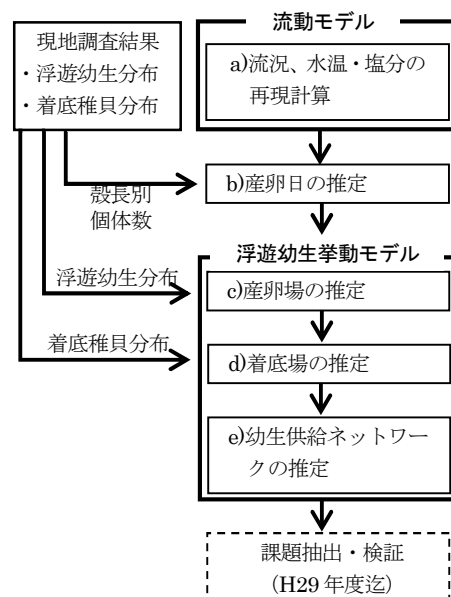 現地調査結果
・浮遊幼生分布
・着底稚貝分布
流動モデル
a)流況、水温・塩分の
再現計算
殻長別
個体数
b)産卵日の推定
浮遊幼生挙動モデル
浮遊幼生分布
c)産卵場の推定
着底稚貝分布
d)着底場の推定
e)幼生供給ネットワー
クの推定
課題抽出・検証
(H29 年度迄)